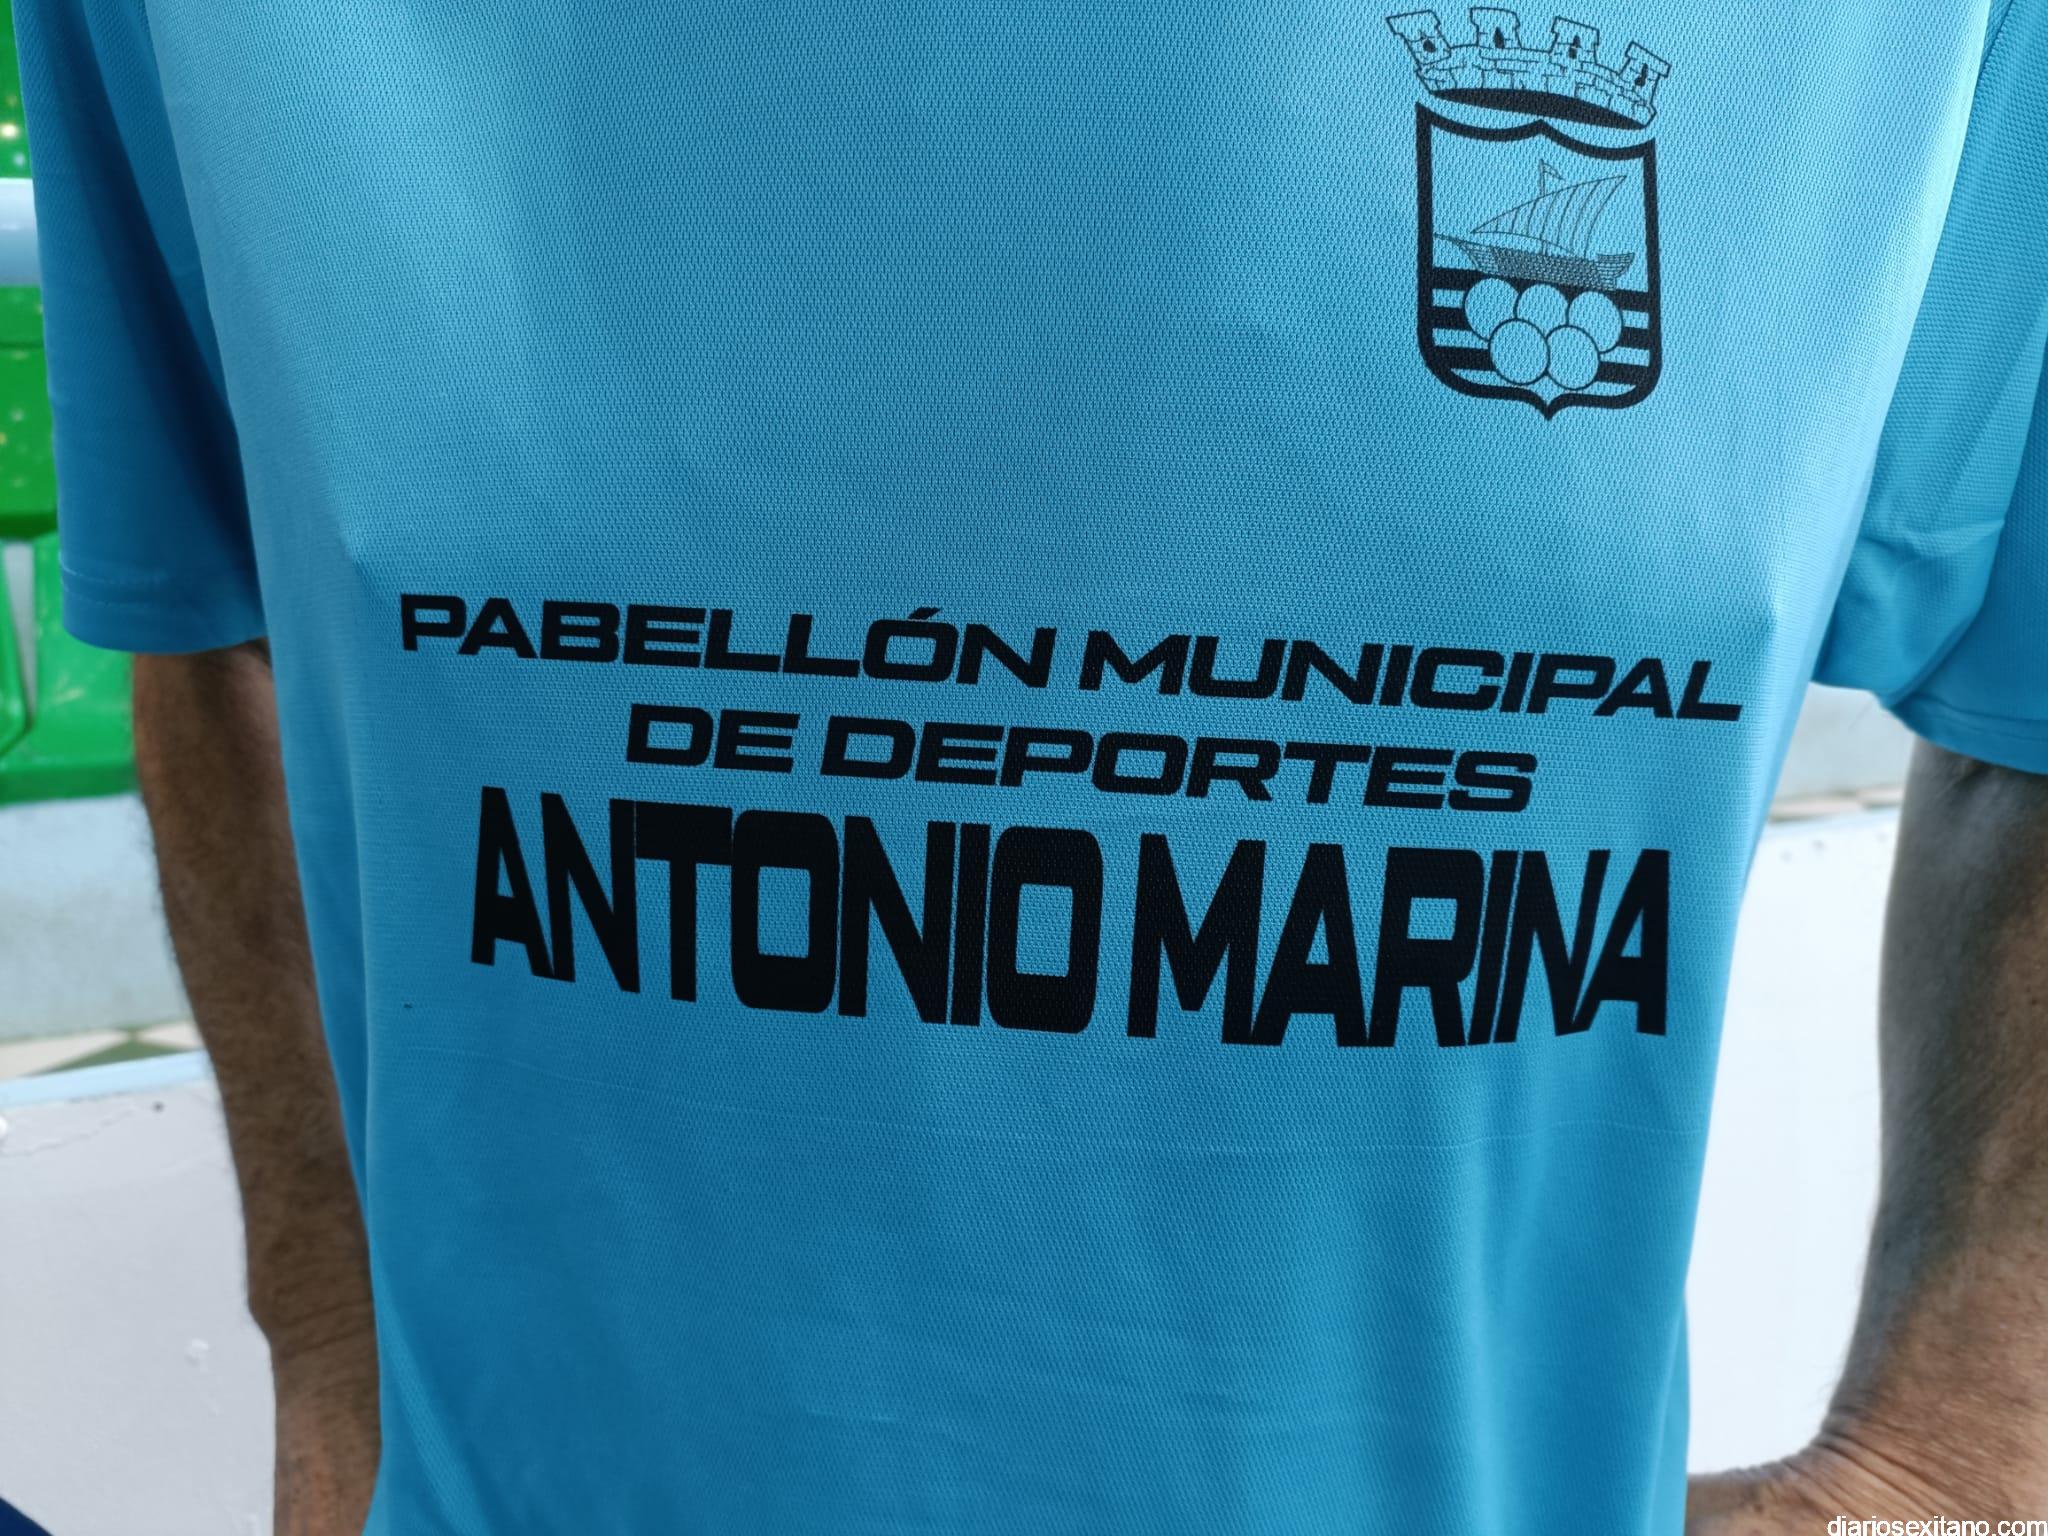 PABELLÓN MUNICIPAL
DE DEPORTES
ANTONIO MARINA
diariosexitano.com